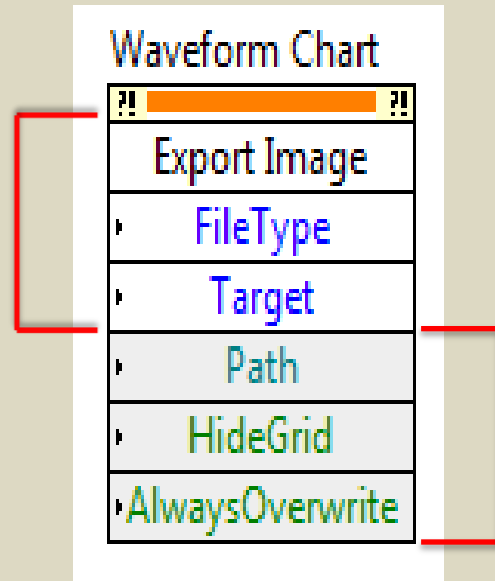 Waveform Chart
?! ?!
Export Image
FileType
Target
Path
HideGrid
AlwaysOverwrite